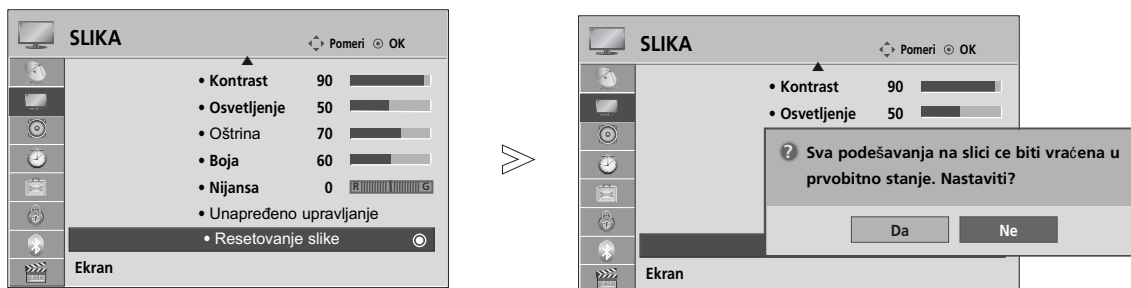 SLIKA
Pomeri OK
• Kontrast 90
• Osvetljenje 50
• Oštrina 70
• Boja 60
• Nijansa 0 R G
• Unapređeno upravljanje
• Resetovanje slike
Ekran
SLIKA
Pomeri OK
• Kontrast 90
• Osvetljenje 50
? Sva podešavanja na slici ce biti vraćena u
prvobitno stanje. Nastaviti?
Da Ne
Ekran